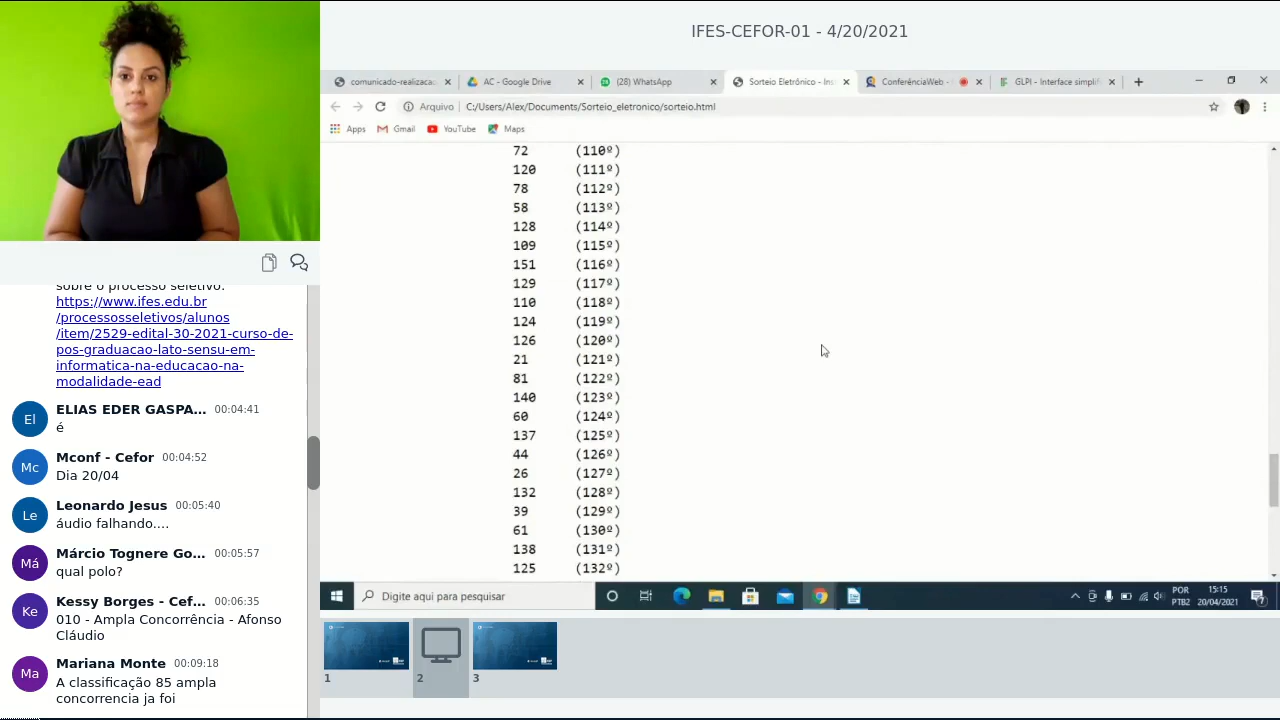 IFES-CEFOR-01 - 4/20/2021
comunicado-realizacac
AC - Google Drive
(28) WhatsApp
Sorteio Eletrônico - Ins
ConferênciaWeb -
GLPI - Interface simplif
Arquivo
C:/Users/Alex/Documents/Sorteio_eletronico/sorteio.html
Apps
Gmail
YouTube
Maps
72 (110º)
120 (111º)
78 (112º)
58 (113º)
128 (114º)
109 (115º)
151 (116º)
129 (117º)
110 (118º)
124 (119º)
126 (120º)
21 (121º)
81 (122º)
140 (123º)
60 (124º)
137 (125º)
44 (126º)
26 (127º)
132 (128º)
39 (129º)
61 (130º)
138 (131º)
125 (132º)
sobre o processo seletivo:
https://www.ifes.edu.br
/processosseletivos/alunos
/item/2529-edital-30-2021-curso-de-
pos-graduacao-lato-sensu-em-
informatica-na-educacao-na-
modalidade-ead
El
ELIAS EDER GASPA... 00:04:41
é
Mc
Mconf - Cefor 00:04:52
Dia 20/04
Le
Leonardo Jesus 00:05:40
áudio falhando....
Má
Márcio Tognere Go... 00:05:57
qual polo?
Ke
Kessy Borges - Cef... 00:06:35
010 - Ampla Concorrência - Afonso
Cláudio
Ma
Mariana Monte 00:09:18
A classificação 85 ampla
concorrencia ja foi
Digite aqui para pesquisar
POR
PTB2
15:15
20/04/2021
7
1
2
3